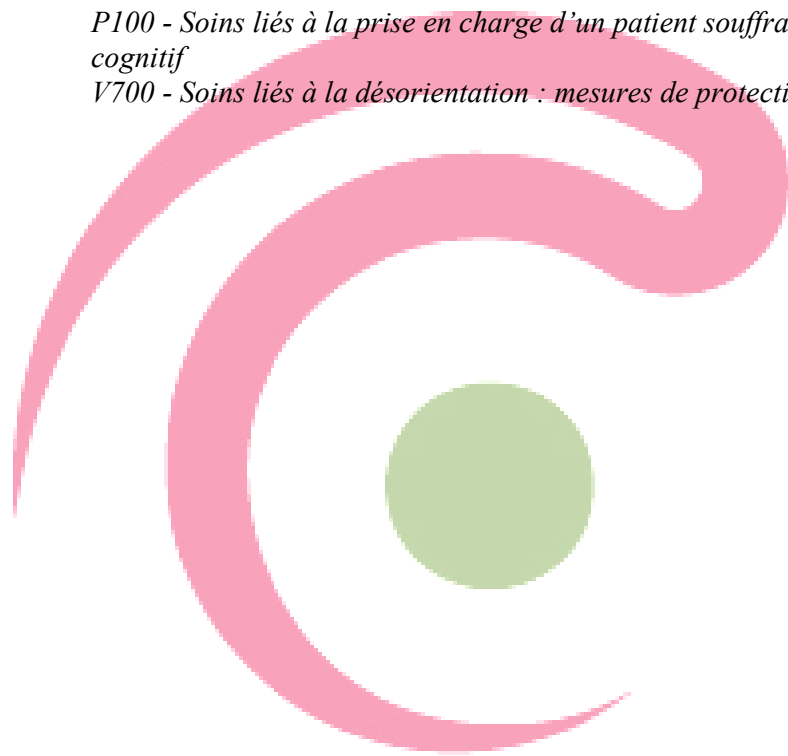 P100 - Soins liés à la prise en charge d’un patient souffra
cognitif
V700 - Soins liés à la désorientation : mesures de protecti